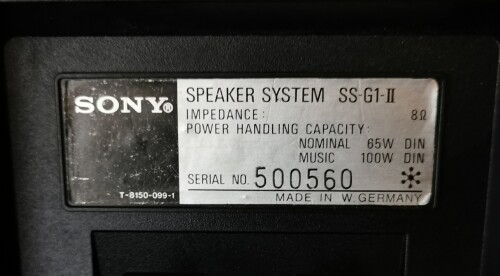 SONY®
SPEAKER SYSTEM SS-G1-II
IMPEDANCE: 8Ω
POWER HANDLING CAPACITY:
NOMINAL 65W DIN
MUSIC 100W DIN
SERIAL NO. 500560
T-8150-099-1
MADE IN W.GERMANY